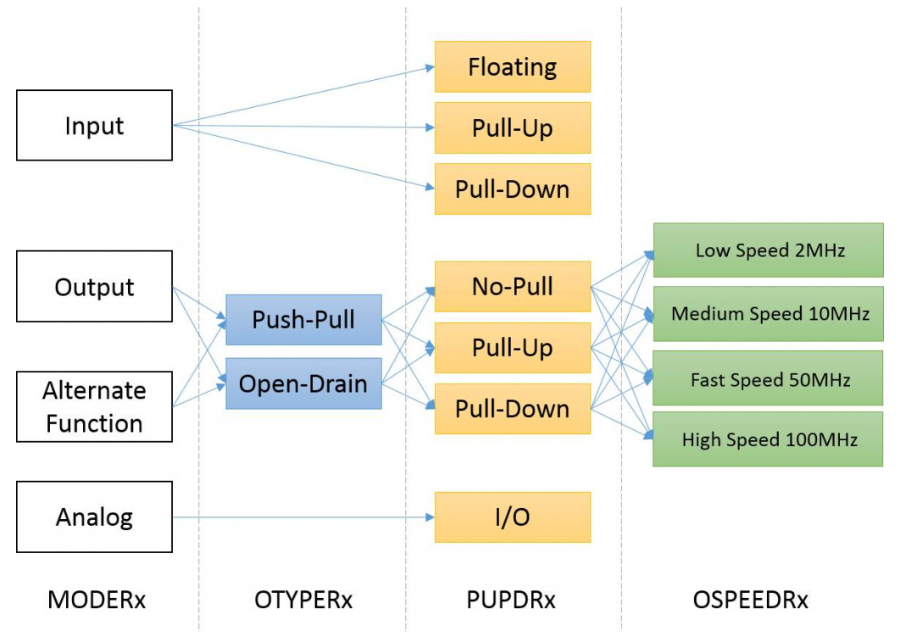 Input
Output
Alternate
Function
Analog
MODERx
Push-Pull
Open-Drain
OTYPERx
Floating
Pull-Up
Pull-Down
No-Pull
Pull-Up
Pull-Down
I/O
PUPDRx
Low Speed 2MHz
Medium Speed 10MHz
Fast Speed 50MHz
High Speed 100MHz
OSPEEDRx